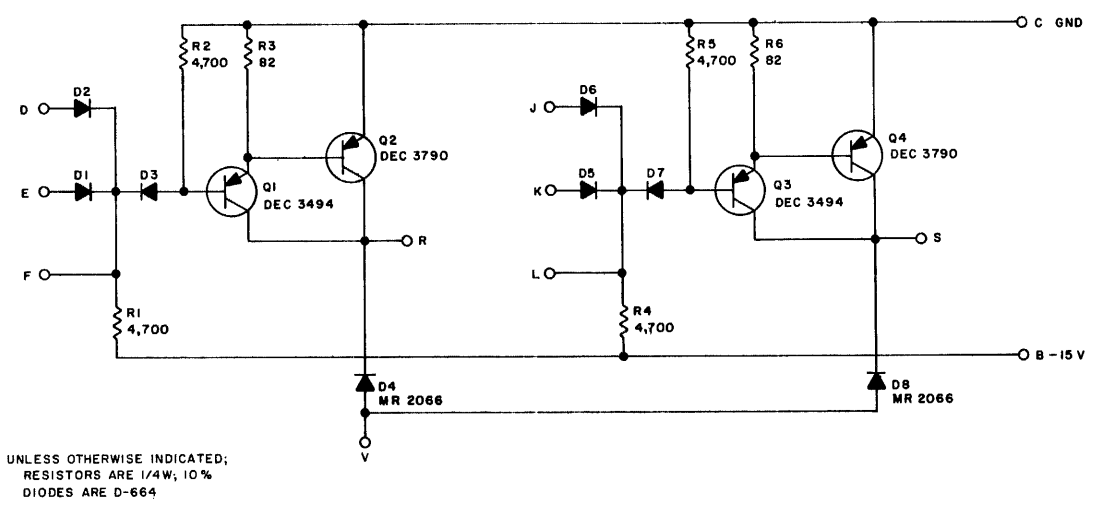 C GND
R2
4,700
R3
82
R5
4,700
R6
82
D2
D
D6
J
Q2
DEC 3790
Q4
DEC 3790
D1
E
D3
Q1
DEC 3494
D5
K
D7
Q3
DEC 3494
R
S
F
L
R1
4,700
R4
4,700
B -15V
D4
MR 2066
D8
MR 2066
V
UNLESS OTHERWISE INDICATED;
RESISTORS ARE 1/4W; 10%
DIODES ARE D-664